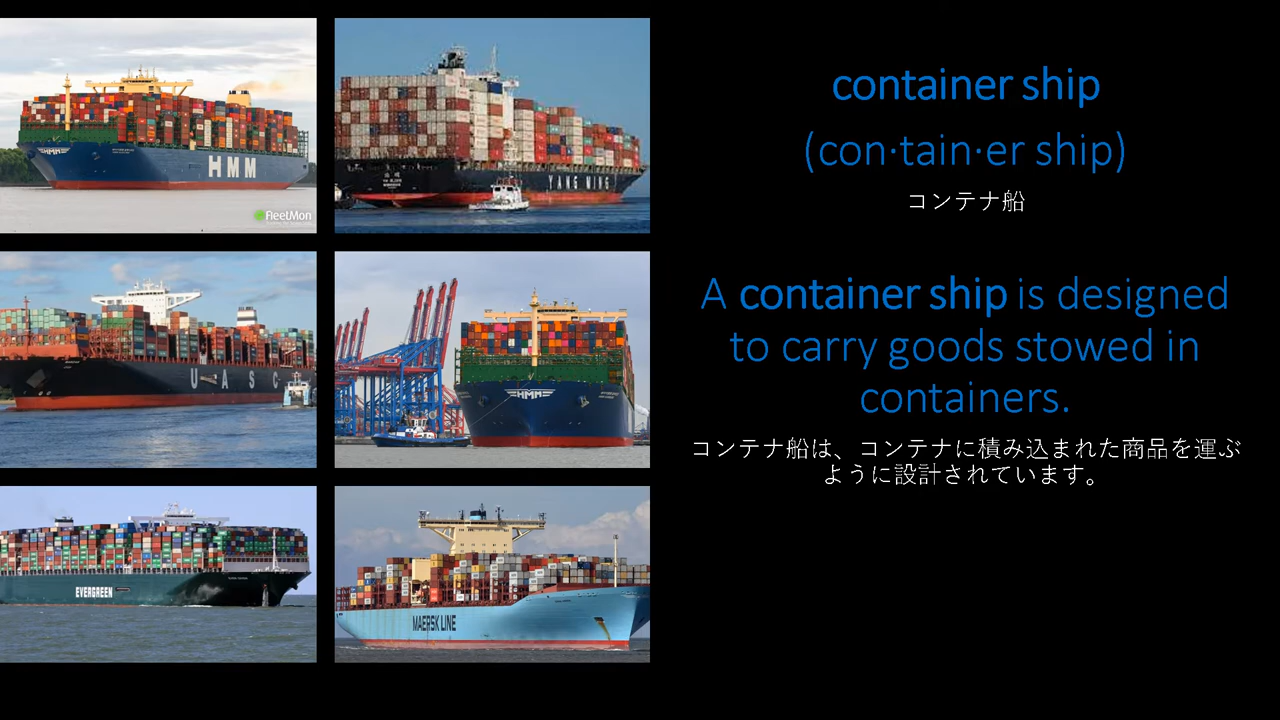 HMM
HMM
FleetMon
YANG MING
UASC
HMM
EVERGREEN
MAERSK LINE
container ship
(con·tain·er ship)
コンテナ船
A container ship is designed
to carry goods stowed in
containers.
コンテナ船は、コンテナに積み込まれた商品を運ぶ
ように設計されています。